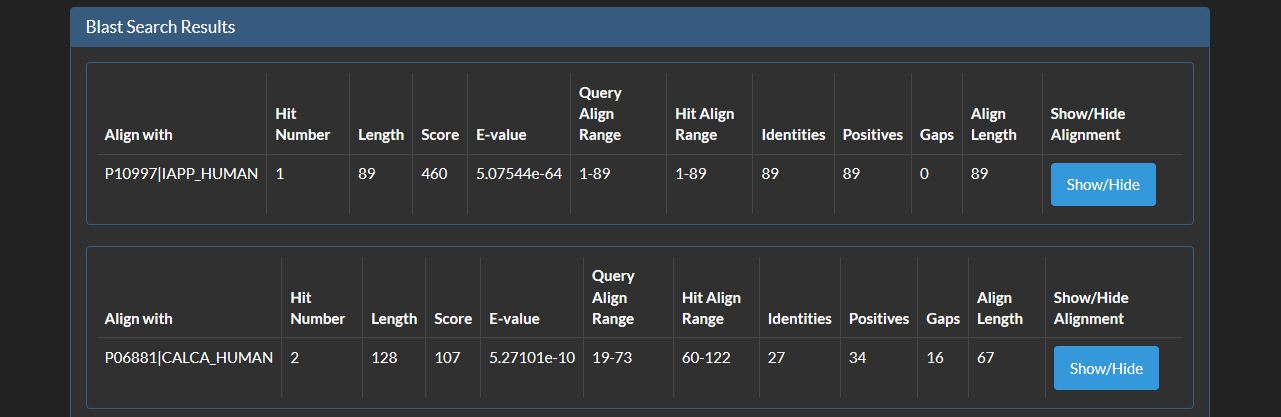 Blast Search Results
Query
Align
Range
Hit
Number
Hit Align
Range
Align
Length
Show/Hide
Alignment
Align with
Length
Score
E-value
Identities
Positives
Gaps
P10997|IAPP_HUMAN 1 89 460 5.07544e-64 1-89 1-89 89 89 0 89 Show/Hide
Query
Align
Range
Hit
Number
Hit Align
Range
Align
Length
Show/Hide
Alignment
Align with
Length
Score
E-value
Identities
Positives
Gaps
P06881|CALCA_HUMAN 2 128 107 5.27101e-10 19-73 60-122 27 34 16 67 Show/Hide